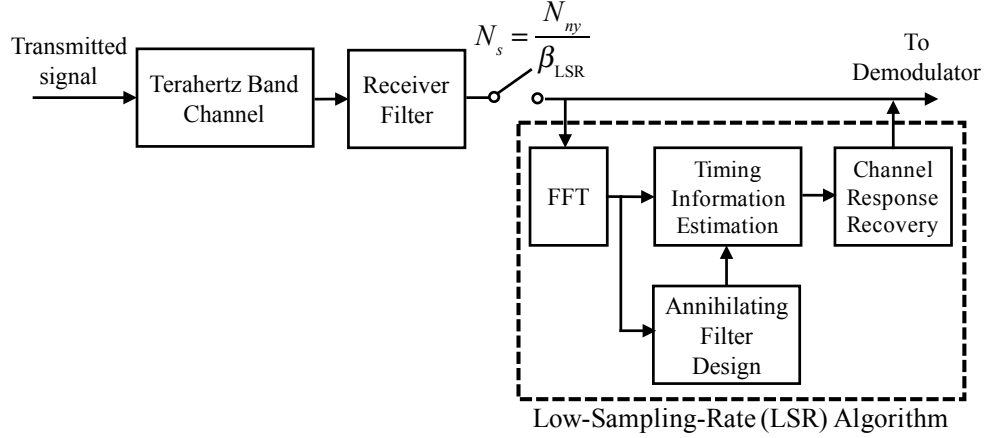 Transmitted
signal
Terahertz Band
Channel
Receiver
Filter
N_s = N_ny / β_LSR
To
Demodulator
FFT
Timing
Information
Estimation
Channel
Response
Recovery
Annihilating
Filter
Design
Low-Sampling-Rate (LSR) Algorithm